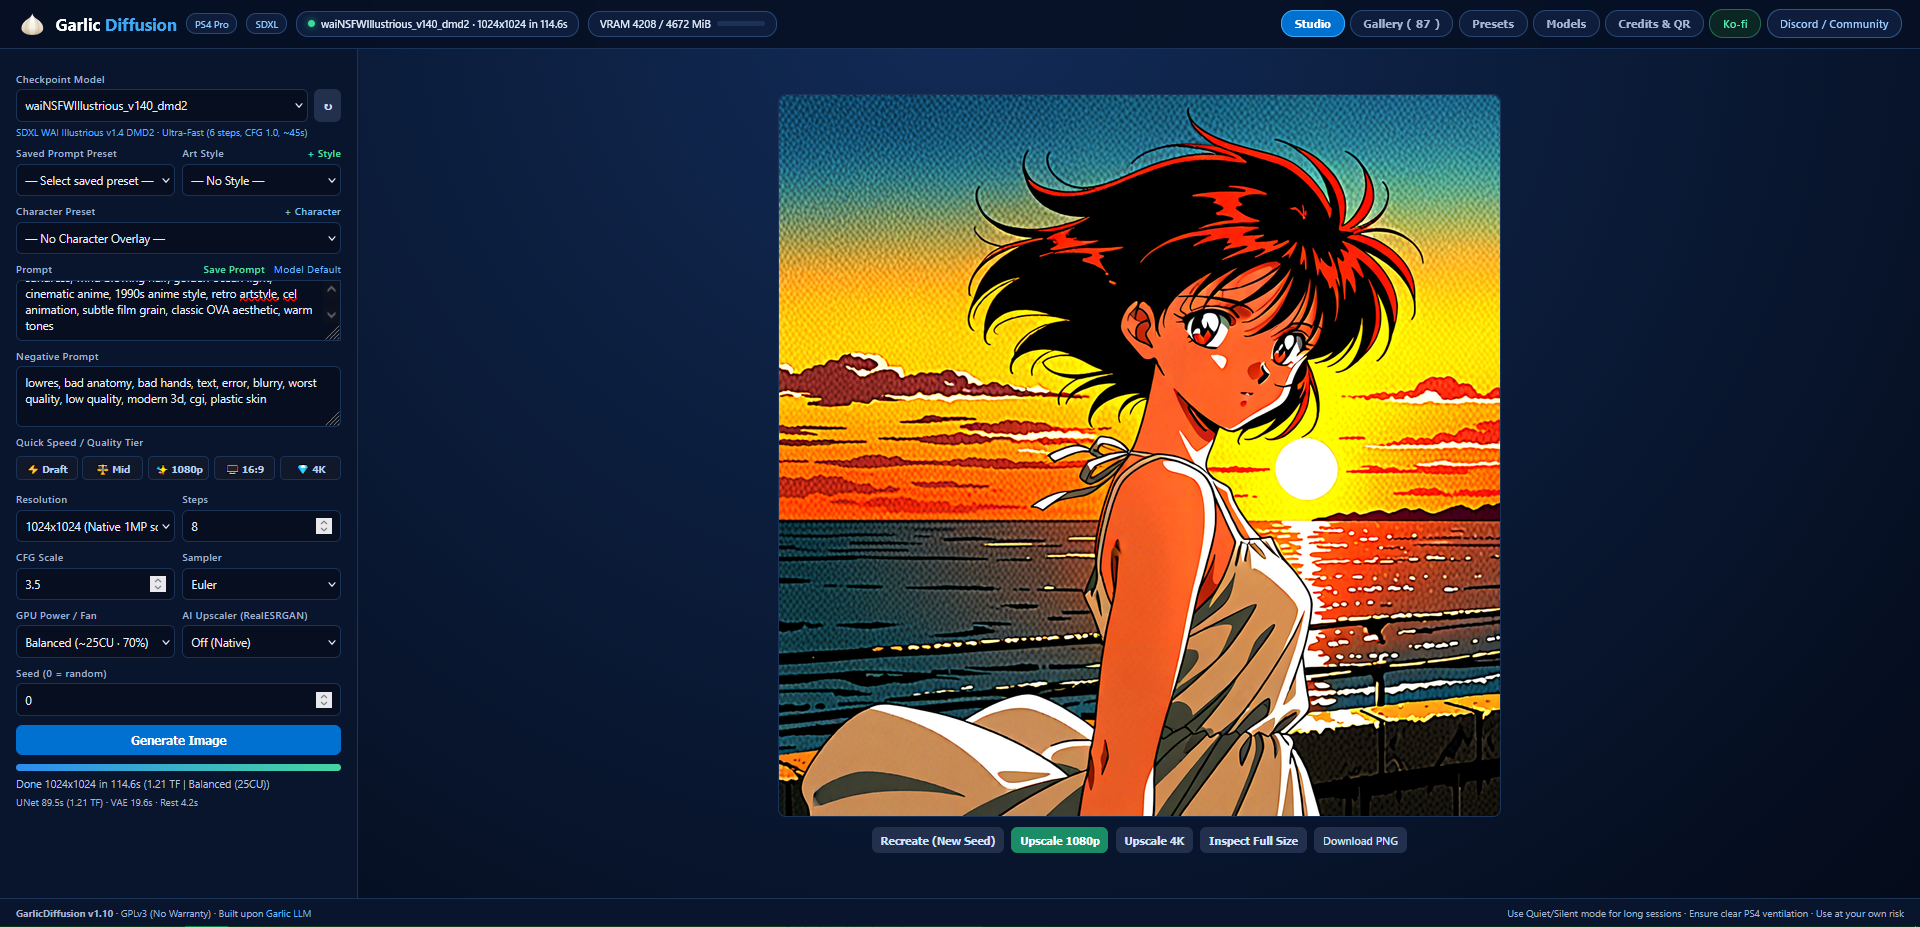 Garlic Diffusion
PS4 Pro
SDXL
waiNSFWIllustrious_v140_dmd2 · 1024x1024 in 114.6s
VRAM 4208 / 4672 MiB
Studio
Gallery ( 87 )
Presets
Models
Credits & QR
Ko-fi
Discord / Community
Checkpoint Model
waiNSFWIllustrious_v140_dmd2
SDXL WAI Illustrious v1.4 DMD2 · Ultra-Fast (6 steps, CFG 1.0, ~45s)
Saved Prompt Preset
Art Style
+ Style
— Select saved preset —
— No Style —
Character Preset
+ Character
— No Character Overlay —
Prompt
Save Prompt
Model Default
cinematic anime, 1990s anime style, retro artstyle, cel
animation, subtle film grain, classic OVA aesthetic, warm
tones
Negative Prompt
lowres, bad anatomy, bad hands, text, error, blurry, worst
quality, low quality, modern 3d, cgi, plastic skin
Quick Speed / Quality Tier
Draft
Mid
1080p
16:9
4K
Resolution
Steps
1024x1024 (Native 1MP sc
8
CFG Scale
Sampler
3.5
Euler
GPU Power / Fan
AI Upscaler (RealESRGAN)
Balanced (~25CU · 70%)
Off (Native)
Seed (0 = random)
0
Generate Image
Done 1024x1024 in 114.6s (1.21 TF | Balanced (25CU))
UNet 89.5s (1.21 TF) · VAE 19.6s · Rest 4.2s
Recreate (New Seed)
Upscale 1080p
Upscale 4K
Inspect Full Size
Download PNG
GarlicDiffusion v1.10 · GPLv3 (No Warranty) · Built upon Garlic LLM
Use Quiet/Silent mode for long sessions · Ensure clear PS4 ventilation · Use at your own risk